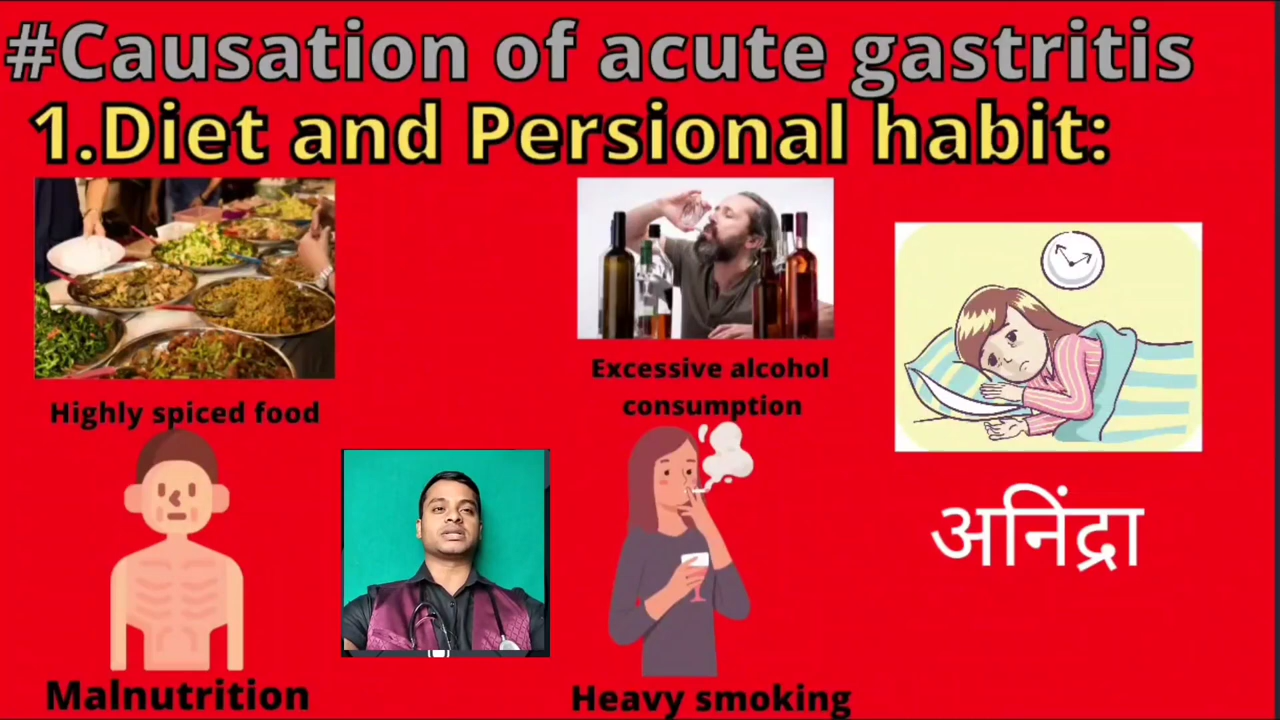 #Causation of acute gastritis
1.Diet and Persional habit:
Highly spiced food
Excessive alcohol
consumption
अनिंद्रा
Malnutrition
Heavy smoking